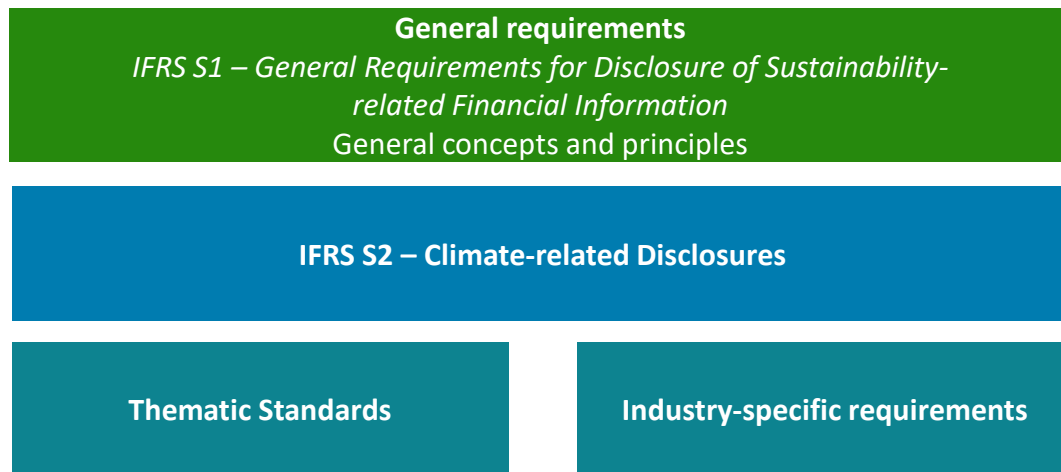 General requirements
IFRS S1 – General Requirements for Disclosure of Sustainability-
related Financial Information
General concepts and principles
IFRS S2 – Climate-related Disclosures
Thematic Standards
Industry-specific requirements